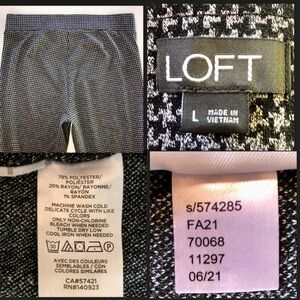 LOFT
L
MADE IN
VIETNAM
79% POLYESTER/
POLIÉSTER
20% RAYON/ RAYONNE/
RAYON
1% SPANDEX
MACHINE WASH COLD
DELICATE CYCLE WITH LIKE
COLORS
ONLY NON-CHLORINE
BLEACH WHEN NEEDED
TUMBLE DRY LOW
COOL IRON WHEN NEEDED
AVEC DES COULEURS
SEMBLABLES / CON
COLORES SIMILARES
CA#57421
RN#140923
s/574285
FA21
70068
11297
06/21